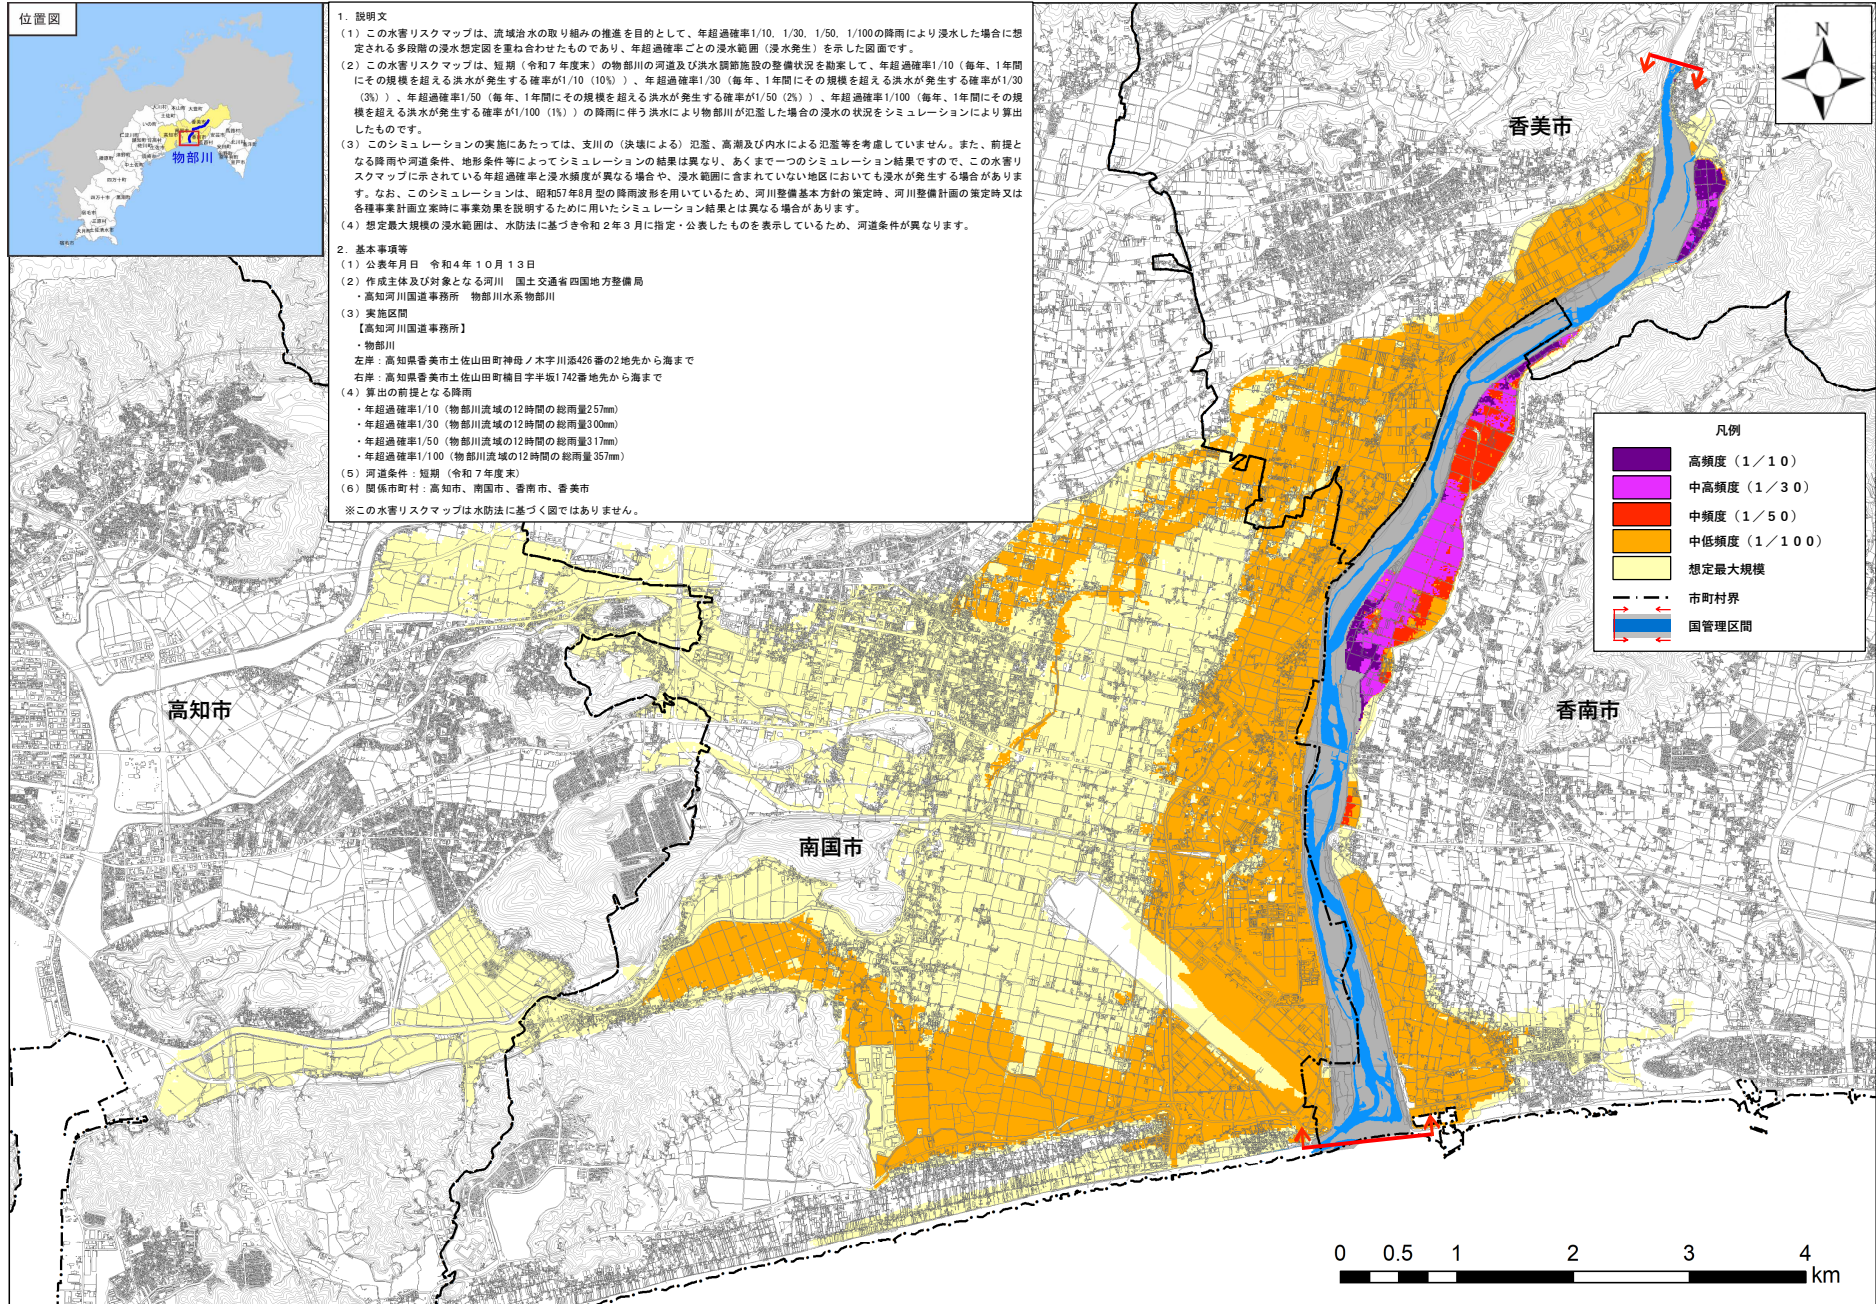 位置図
物部川
1. 説明文
(1) この水害リスクマップは、流域治水の取り組みの推進を目的として、年超過確率1/10、1/30、1/50、1/100の降雨により浸水した場合に想
定される多段階の浸水想定図を重ね合わせたものであり、年超過確率ごとの浸水範囲（浸水発生）を示した図面です。
(2) この水害リスクマップは、短期（令和7年度末）の物部川の河道及び洪水調節施設の整備状況を勘案して、年超過確率1/10（毎年、1年間
にその規模を超える洪水が発生する確率が1/10（10%））、年超過確率1/30（毎年、1年間にその規模を超える洪水が発生する確率が1/30
（3%））、年超過確率1/50（毎年、1年間にその規模を超える洪水が発生する確率が1/50（2%））、年超過確率1/100（毎年、1年間にその規
模を超える洪水が発生する確率が1/100（1%））の降雨に伴う洪水により物部川が氾濫した場合の浸水の状況をシミュレーションにより算出
したものです。
(3) このシミュレーションの実施にあたっては、支川の（決壊による）氾濫、高潮及び内水による氾濫等を考慮していません。また、前提と
なる降雨や河道条件、地形条件等によってシミュレーションの結果は異なり、あくまで一つのシミュレーション結果ですので、この水害リ
スクマップに示されている年超過確率と浸水頻度が異なる場合や、浸水範囲に含まれていない地区においても浸水が発生する場合がありま
す。なお、このシミュレーションは、昭和57年8月型の降雨波形を用いているため、河川整備基本方針の策定時、河川整備計画の策定時又は
各種事業計画立案時に事業効果を説明するために用いたシミュレーション結果とは異なる場合があります。
(4) 想定最大規模の浸水範囲は、水防法に基づき令和2年3月に指定・公表したものを表示しているため、河道条件が異なります。
2. 基本事項等
(1) 公表年月日　令和4年10月13日
(2) 作成主体及び対象となる河川　国土交通省四国地方整備局
・高知河川国道事務所　物部川水系物部川
(3) 実施区間
【高知河川国道事務所】
・物部川
左岸：高知県香美市土佐山田町神母ノ木字川添426番の2地先から海まで
右岸：高知県香美市土佐山田町楠目字半坂1742番地先から海まで
(4) 算出の前提となる降雨
・年超過確率1/10（物部川流域の12時間の総雨量257mm）
・年超過確率1/30（物部川流域の12時間の総雨量300mm）
・年超過確率1/50（物部川流域の12時間の総雨量317mm）
・年超過確率1/100（物部川流域の12時間の総雨量357mm）
(5) 河道条件：短期（令和7年度末）
(6) 関係市町村：高知市、南国市、香南市、香美市
※この水害リスクマップは水防法に基づく図ではありません。
N
香美市
凡例
高頻度（1／10）
中高頻度（1／30）
中頻度（1／50）
中低頻度（1／100）
想定最大規模
市町村界
国管理区間
高知市
香南市
南国市
0 0.5 1 2 3 4
km